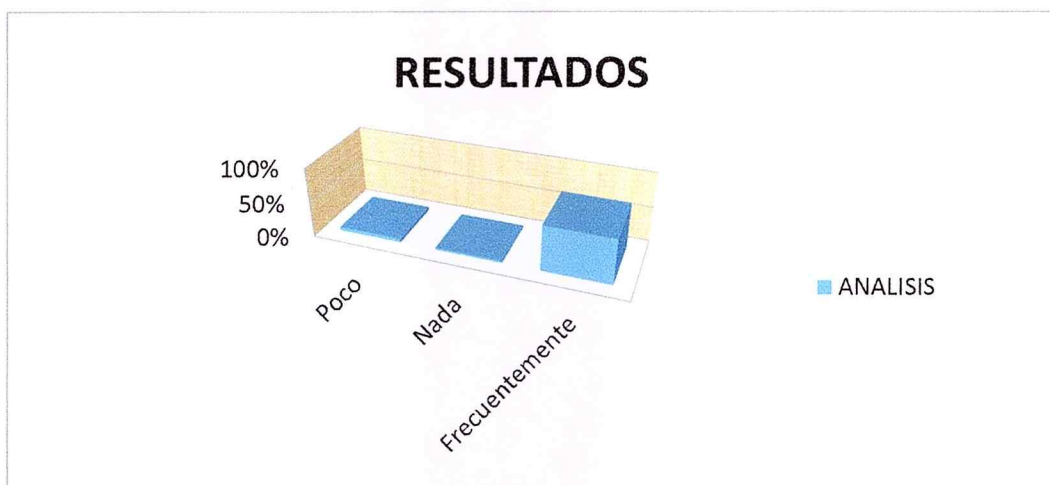 RESULTADOS
100%
50%
0%
Poco
Nada
Frecuentemente
ANALISIS